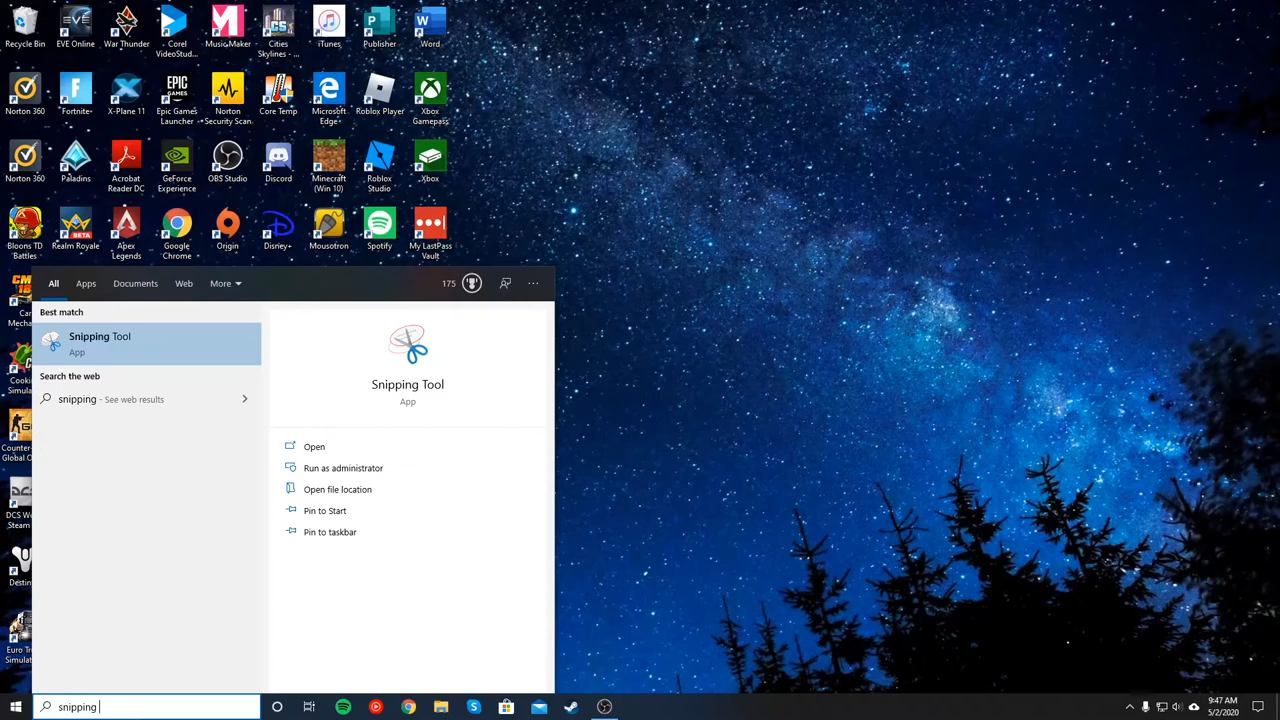 Recycle Bin
EVE Online
War Thunder
Corel
VideoStud...
Music Maker
Cities
Skylines - ...
iTunes
Publisher
Word
Norton 360
Fortnite
X-Plane 11
Epic Games
Launcher
Norton
Security Scan
Core Temp
Microsoft
Edge
Roblox Player
Xbox
Gamepass
Norton 360
Paladins
Acrobat
Reader DC
GeForce
Experience
OBS Studio
Discord
Minecraft
(Win 10)
Roblox
Studio
Xbox
Bloons TD
Battles
Realm Royale
Apex
Legends
Google
Chrome
Origin
Disney+
Mousotron
Spotify
My LastPass
Vault
All
Apps
Documents
Web
More
175
Best match
Snipping Tool
App
Search the web
snipping - See web results
Snipping Tool
App
Open
Run as administrator
Open file location
Pin to Start
Pin to taskbar
Car
Mech
Cook
Simula
Counter-
Global O
DCS W
Steam
Destin
Euro Tr
Simula
snipping
9:47 AM
5/2/2020